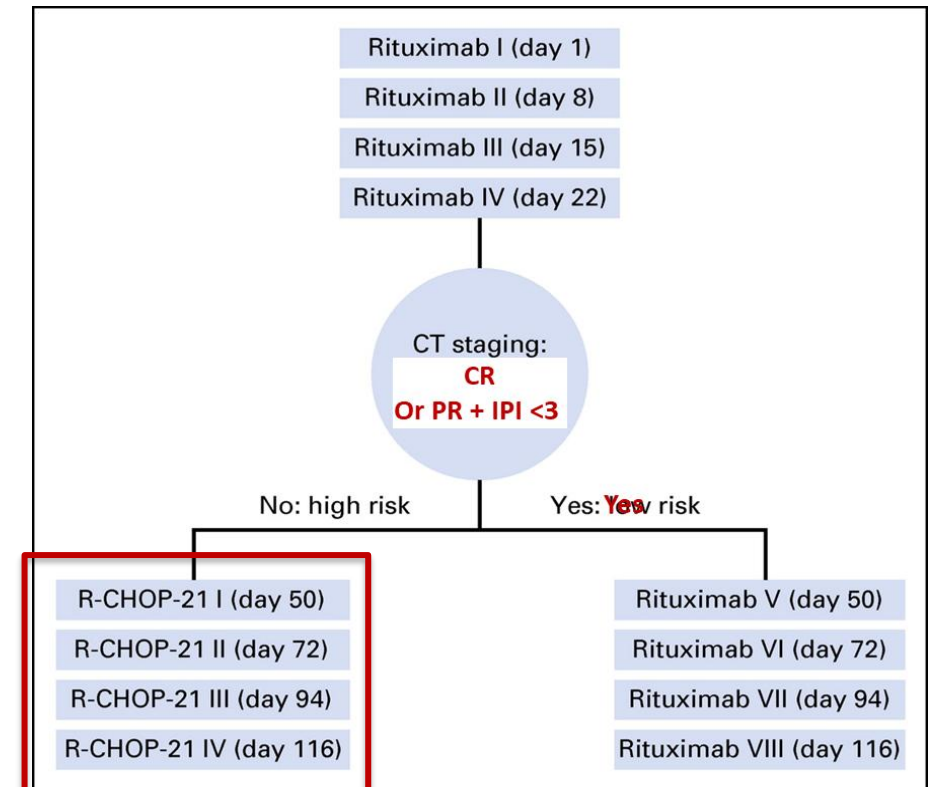 Rituximab I (day 1)
Rituximab II (day 8)
Rituximab III (day 15)
Rituximab IV (day 22)
CT staging:
CR
Or PR + IPI <3
No: high risk
Yes: Yes risk
R-CHOP-21 I (day 50)
R-CHOP-21 II (day 72)
R-CHOP-21 III (day 94)
R-CHOP-21 IV (day 116)
Rituximab V (day 50)
Rituximab VI (day 72)
Rituximab VII (day 94)
Rituximab VIII (day 116)